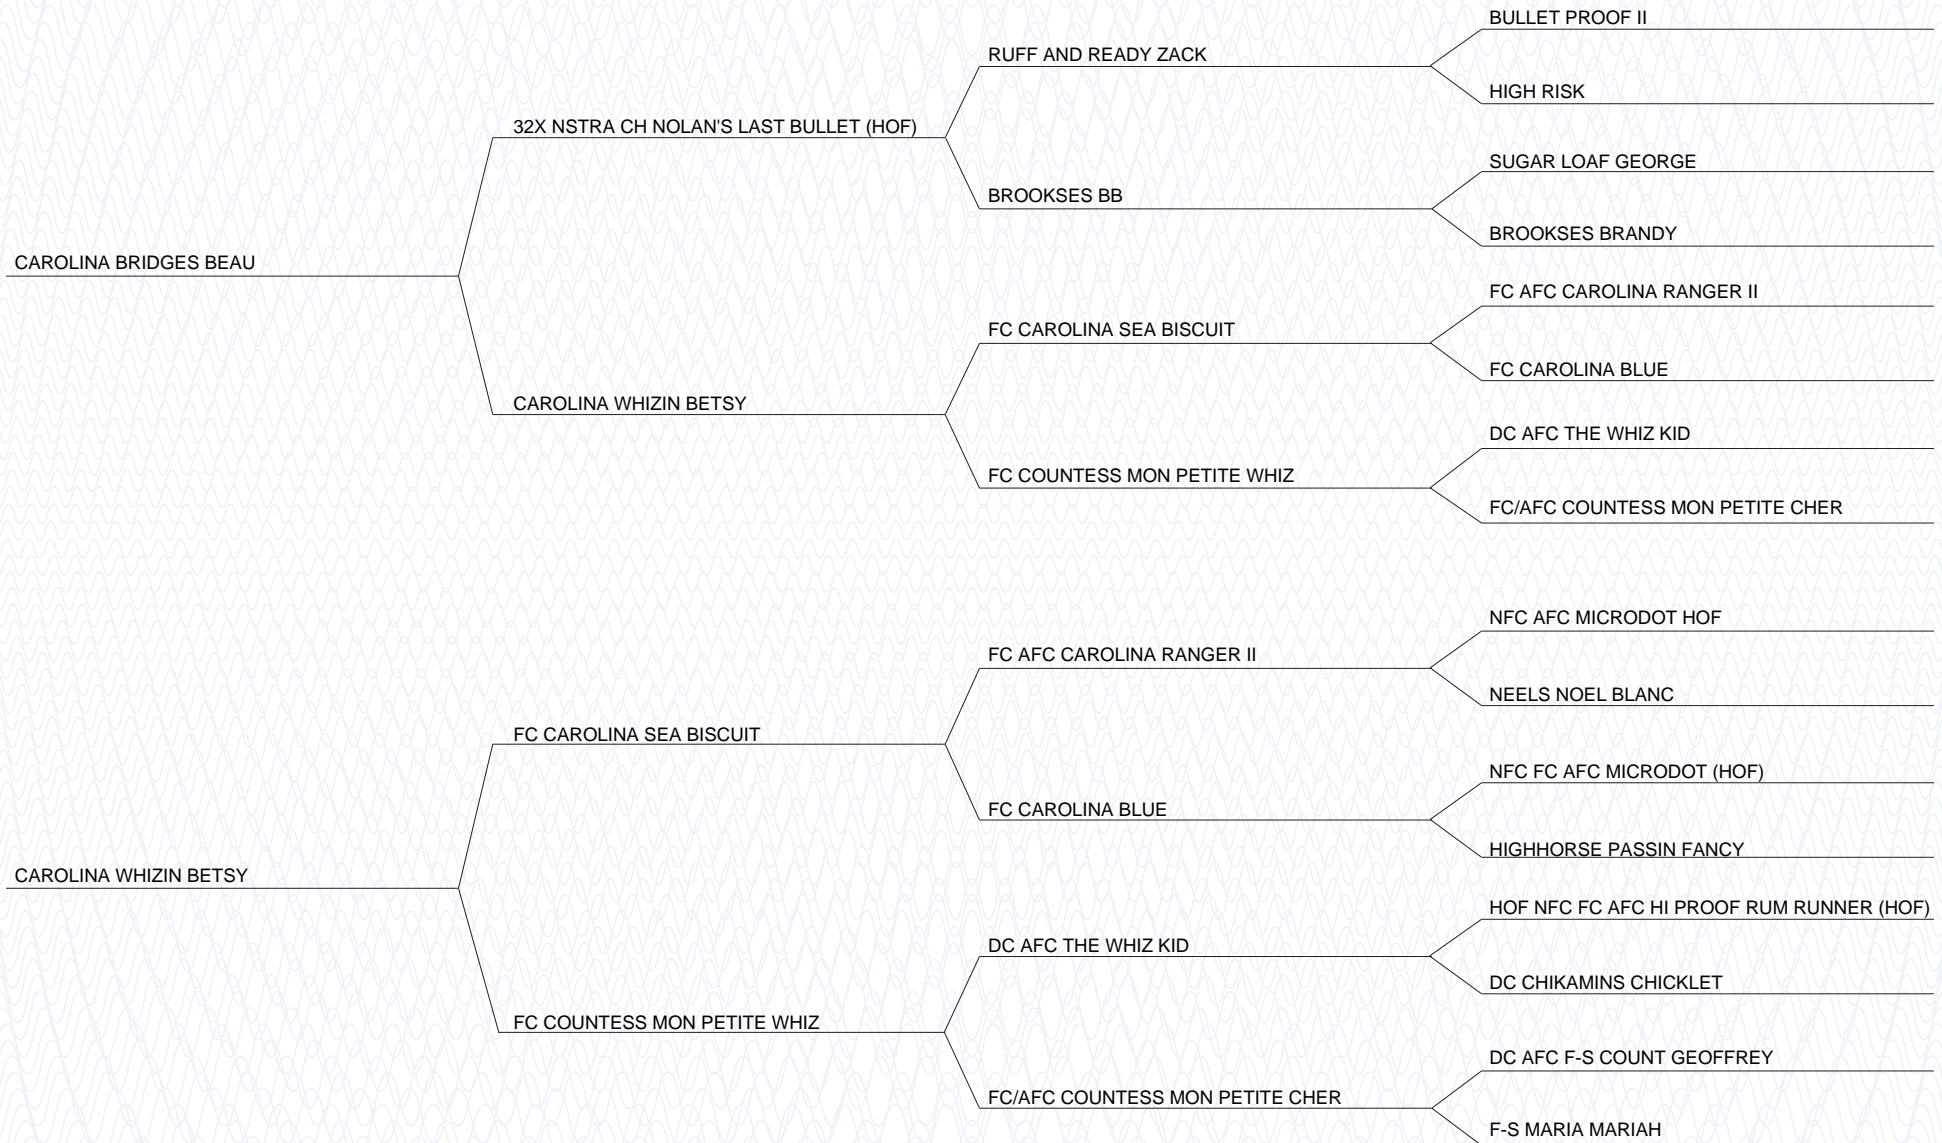 BULLET PROOF II
RUFF AND READY ZACK
HIGH RISK
32X NSTRA CH NOLAN'S LAST BULLET (HOF)
SUGAR LOAF GEORGE
BROOKSES BB
BROOKSES BRANDY
CAROLINA BRIDGES BEAU
FC AFC CAROLINA RANGER II
FC CAROLINA SEA BISCUIT
FC CAROLINA BLUE
CAROLINA WHIZIN BETSY
DC AFC THE WHIZ KID
FC COUNTESS MON PETITE WHIZ
FC/AFC COUNTESS MON PETITE CHER
NFC AFC MICRODOT HOF
FC AFC CAROLINA RANGER II
NEELS NOEL BLANC
FC CAROLINA SEA BISCUIT
NFC FC AFC MICRODOT (HOF)
FC CAROLINA BLUE
HIGHHORSE PASSIN FANCY
CAROLINA WHIZIN BETSY
HOF NFC FC AFC HI PROOF RUM RUNNER (HOF)
DC AFC THE WHIZ KID
DC CHIKAMINS CHICKLET
FC COUNTESS MON PETITE WHIZ
DC AFC F-S COUNT GEOFFREY
FC/AFC COUNTESS MON PETITE CHER
F-S MARIA MARIAH